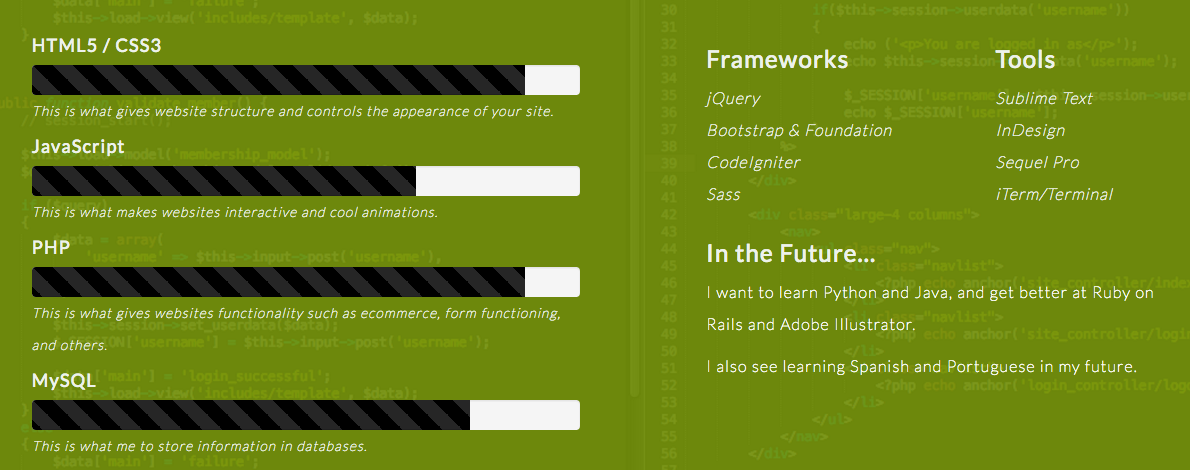 HTML5 / CSS3
This is what gives website structure and controls the appearance of your site.
JavaScript
This is what makes websites interactive and cool animations.
PHP
This is what gives websites functionality such as ecommerce, form functioning,
and others.
MySQL
This is what me to store information in databases.
Frameworks
jQuery
Bootstrap & Foundation
CodeIgniter
Sass
Tools
Sublime Text
InDesign
Sequel Pro
iTerm/Terminal
In the Future...
I want to learn Python and Java, and get better at Ruby on
Rails and Adobe Illustrator.
I also see learning Spanish and Portuguese in my future.